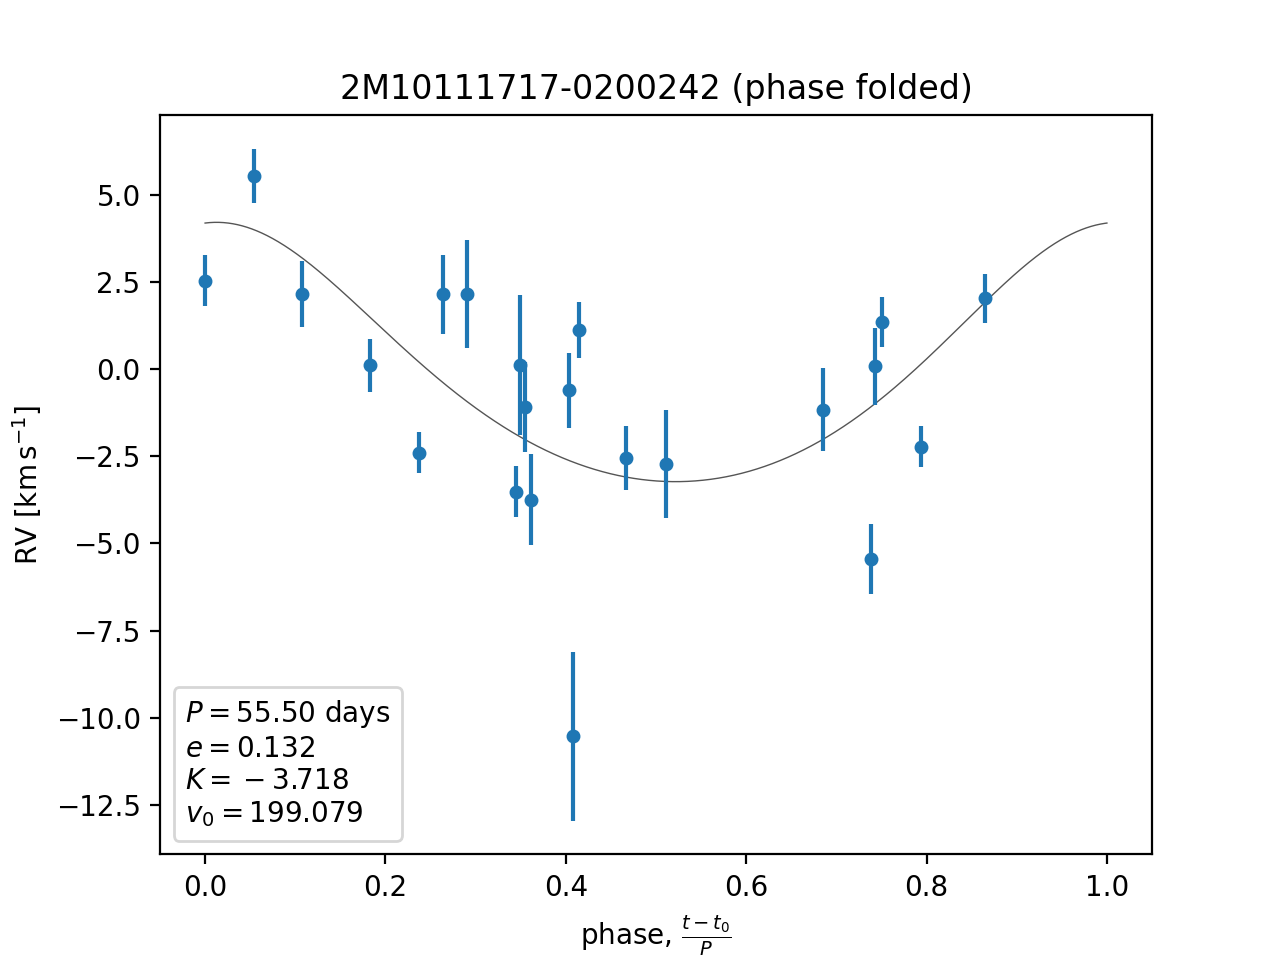 2M10111717-0200242 (phase folded)
RV [km s⁻¹]
5.0
2.5
0.0
−2.5
−5.0
−7.5
−10.0
−12.5
P = 55.50 days
e = 0.132
K = −3.718
v₀ = 199.079
0.0 0.2 0.4 0.6 0.8 1.0
phase, (t − t₀)/P